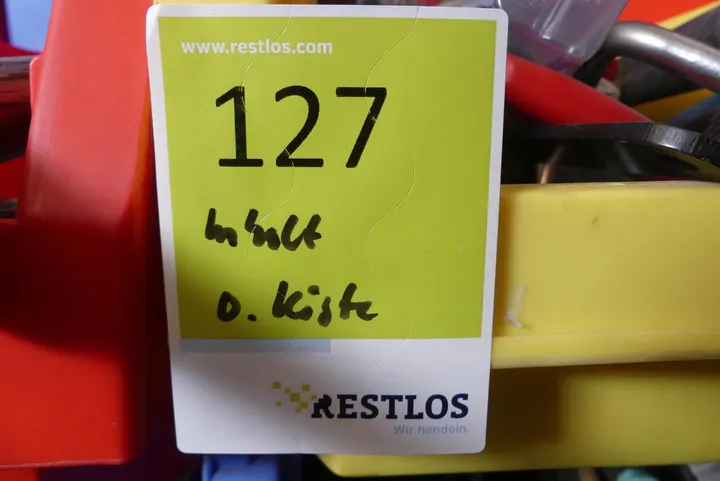 www.restlos.com
127
Inhalt
o. Kiste
RESTLOS
Wir handeln.